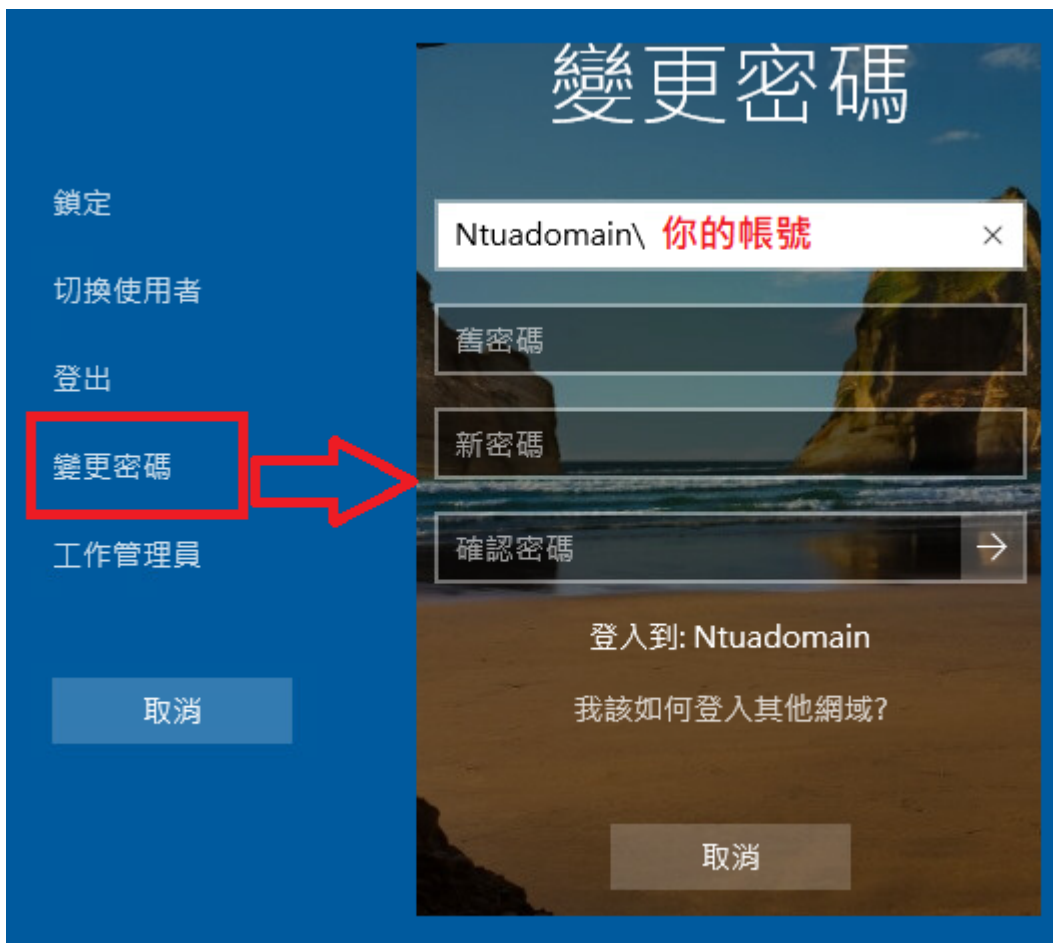 鎖定
切換使用者
登出
變更密碼
工作管理員
取消
變更密碼
Ntuadomain\ 你的帳號
舊密碼
新密碼
確認密碼
登入到: Ntuadomain
我該如何登入其他網域?
取消